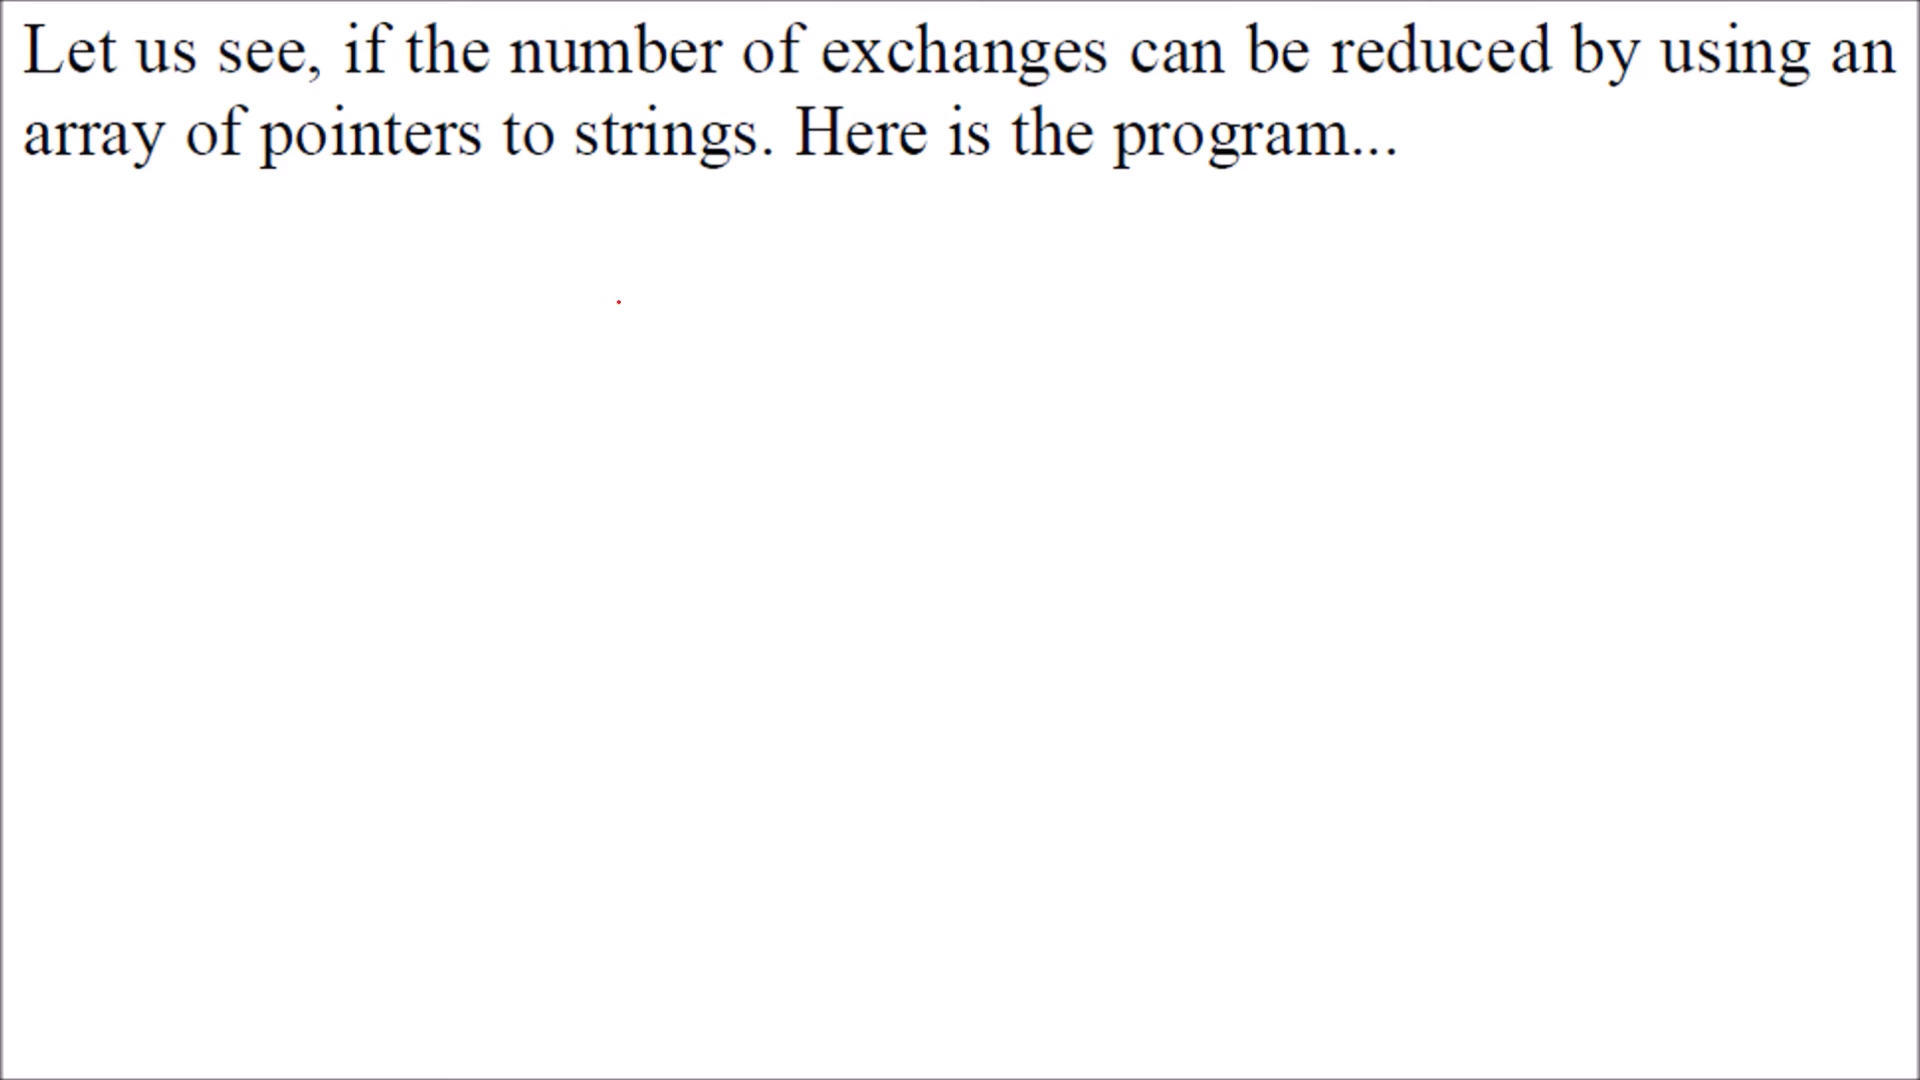 Let us see, if the number of exchanges can be reduced by using an
array of pointers to strings. Here is the program...